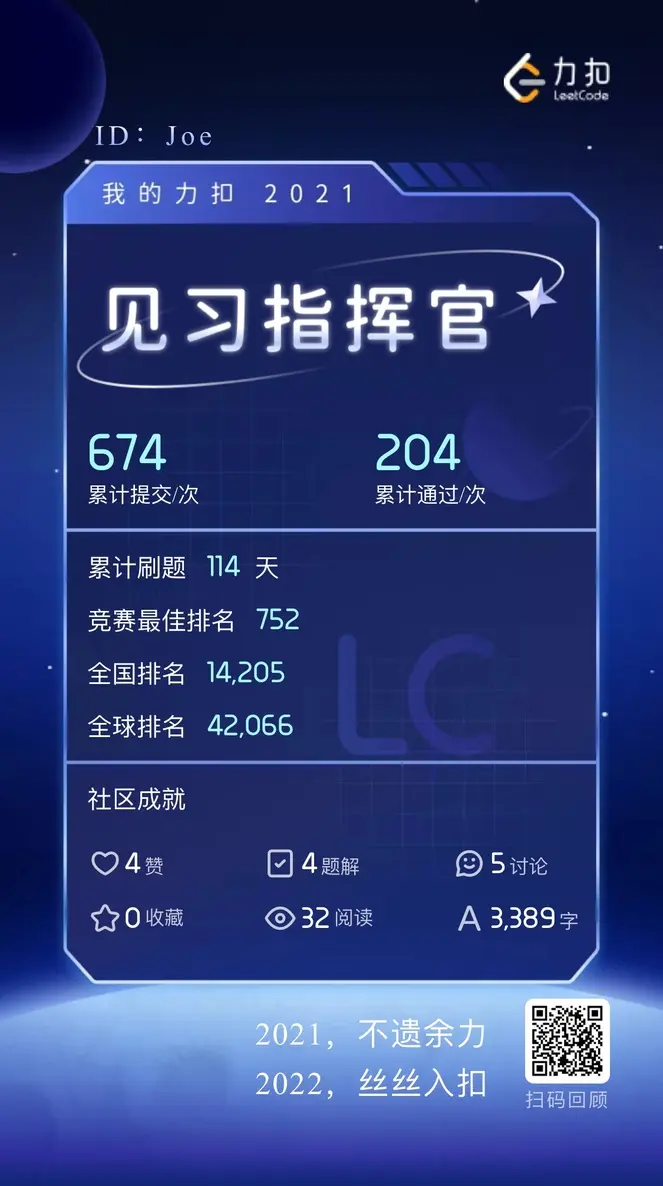 力扣
LeetCode
ID：Joe
我的力扣 2021
见习指挥官
674 204
累计提交/次 累计通过/次
累计刷题 114 天
竞赛最佳排名 752
全国排名 14,205
全球排名 42,066
LC
社区成就
4 赞 4 题解 5 讨论
0 收藏 32 阅读 A 3,389 字
2021，不遗余力
2022，丝丝入扣
扫码回顾